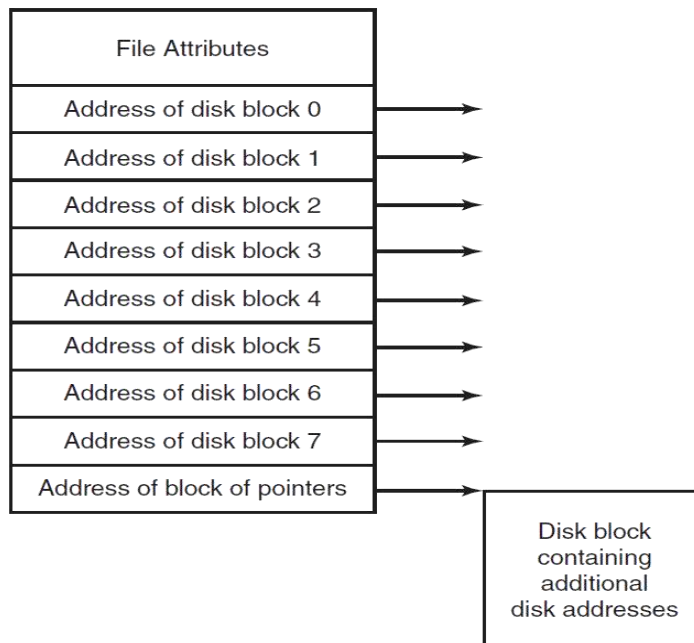 File Attributes
Address of disk block 0
Address of disk block 1
Address of disk block 2
Address of disk block 3
Address of disk block 4
Address of disk block 5
Address of disk block 6
Address of disk block 7
Address of block of pointers
Disk block
containing
additional
disk addresses